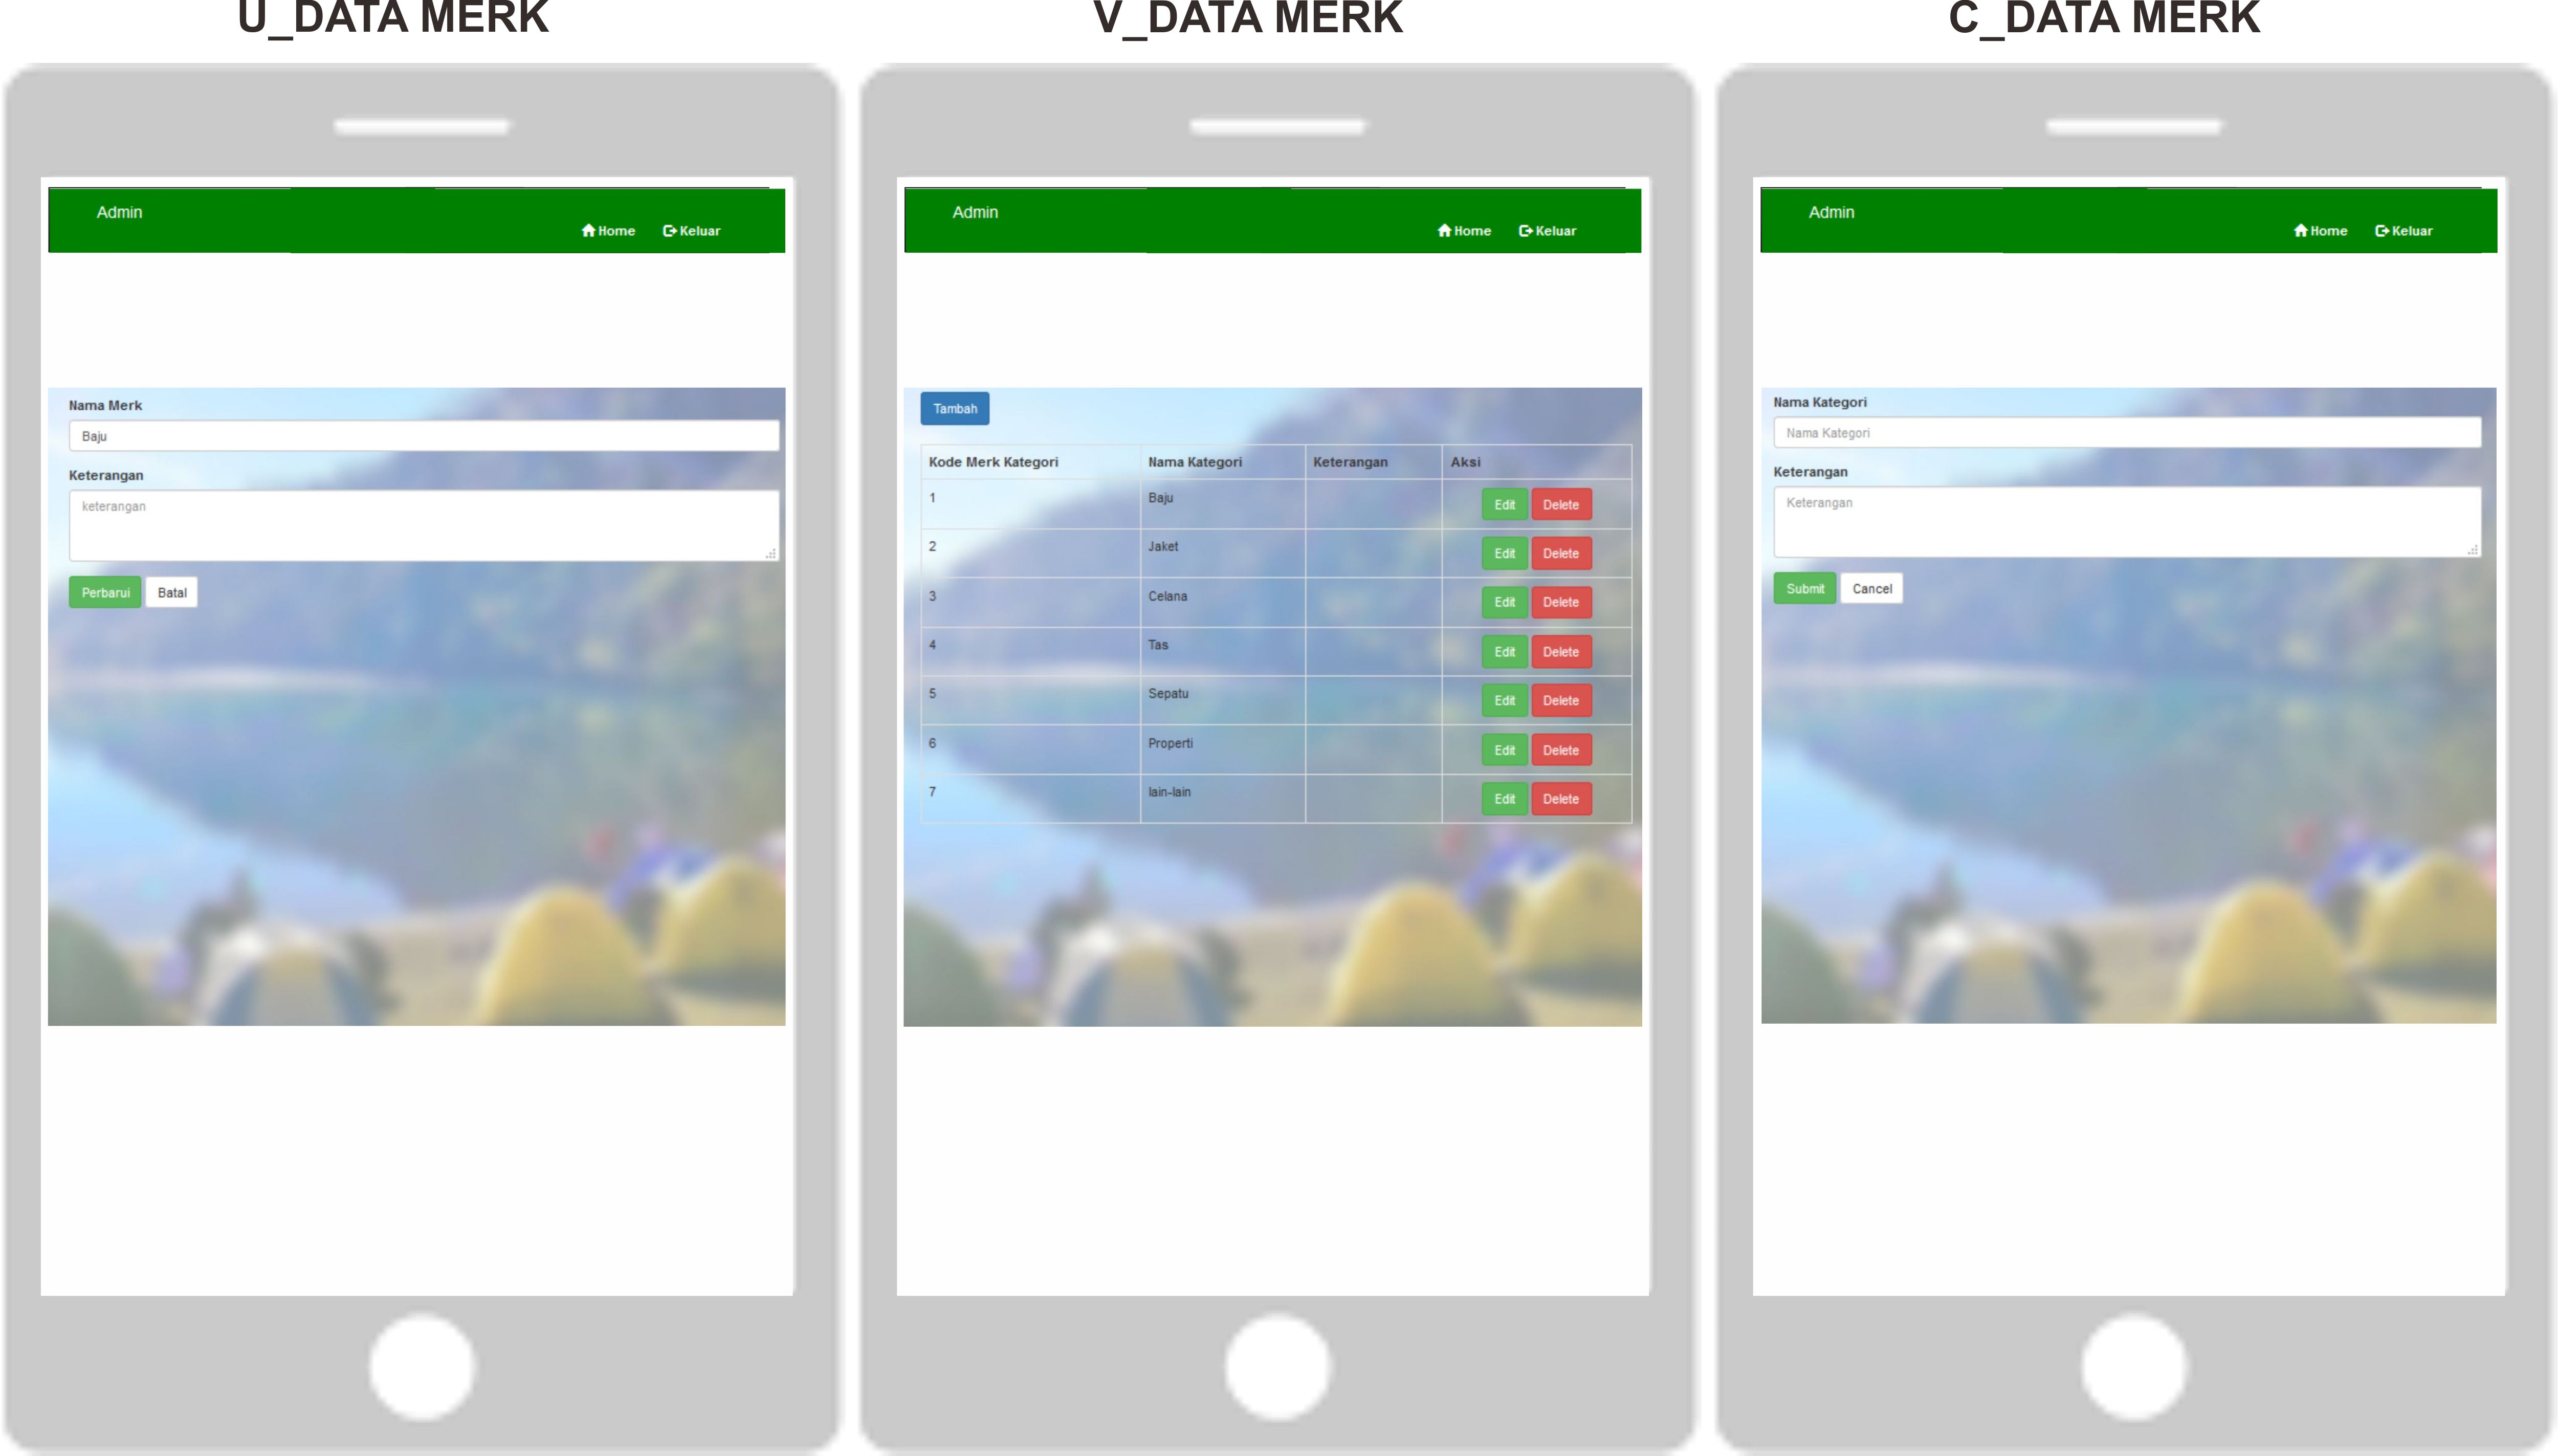 U_DATA MERK
Admin
Home Keluar
Nama Merk
Baju
Keterangan
keterangan
Perbarui Batal
V_DATA MERK
Admin
Home Keluar
Tambah
Kode Merk Kategori Nama Kategori Keterangan Aksi
1 Baju Edit Delete
2 Jaket Edit Delete
3 Celana Edit Delete
4 Tas Edit Delete
5 Sepatu Edit Delete
6 Properti Edit Delete
7 lain-lain Edit Delete
C_DATA MERK
Admin
Home Keluar
Nama Kategori
Nama Kategori
Keterangan
Keterangan
Submit Cancel